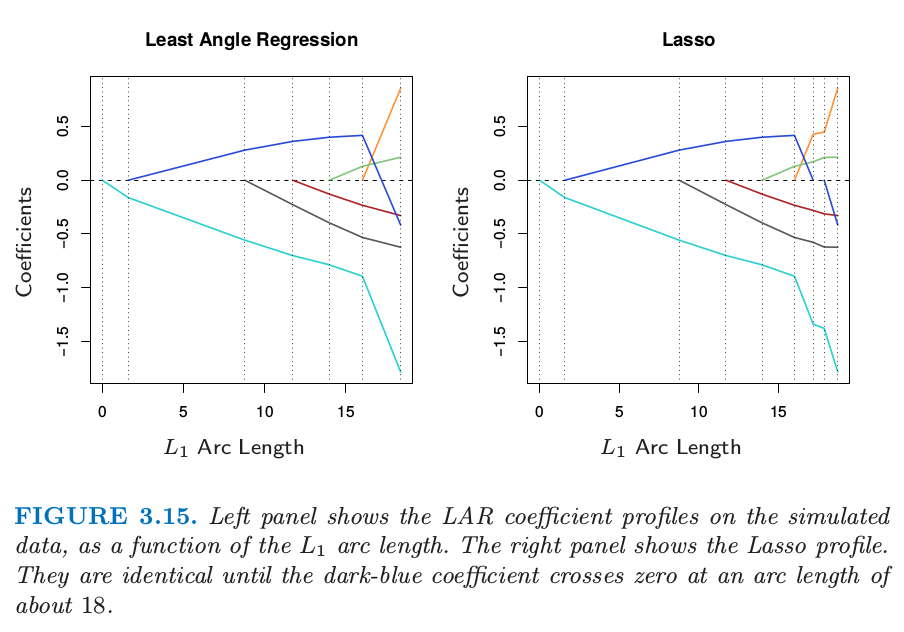 Least Angle Regression
Lasso
0.5
0.0
−0.5
−1.0
−1.5
Coefficients
0 5 10 15
L1 Arc Length
0.5
0.0
−0.5
−1.0
−1.5
Coefficients
0 5 10 15
L1 Arc Length
FIGURE 3.15. Left panel shows the LAR coefficient profiles on the simulated
data, as a function of the L1 arc length. The right panel shows the Lasso profile.
They are identical until the dark-blue coefficient crosses zero at an arc length of
about 18.